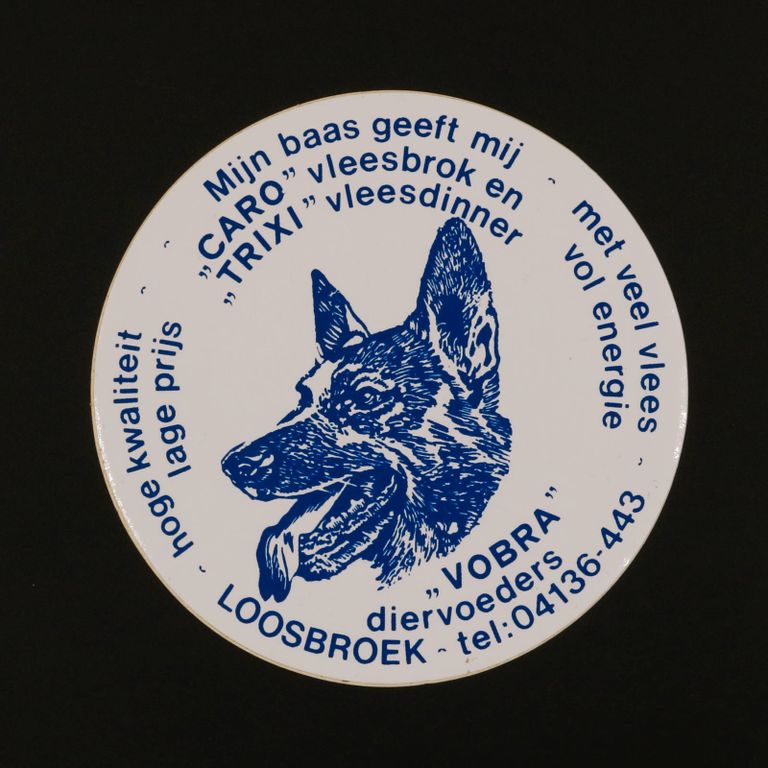 Mijn baas geeft mij
„CARO” vleesbrok en
„TRIXI” vleesdinner
met veel vlees
vol energie
hoge kwaliteit
lage prijs
„VOBRA”
diervoeders
LOOSBROEK - tel: 04136-443